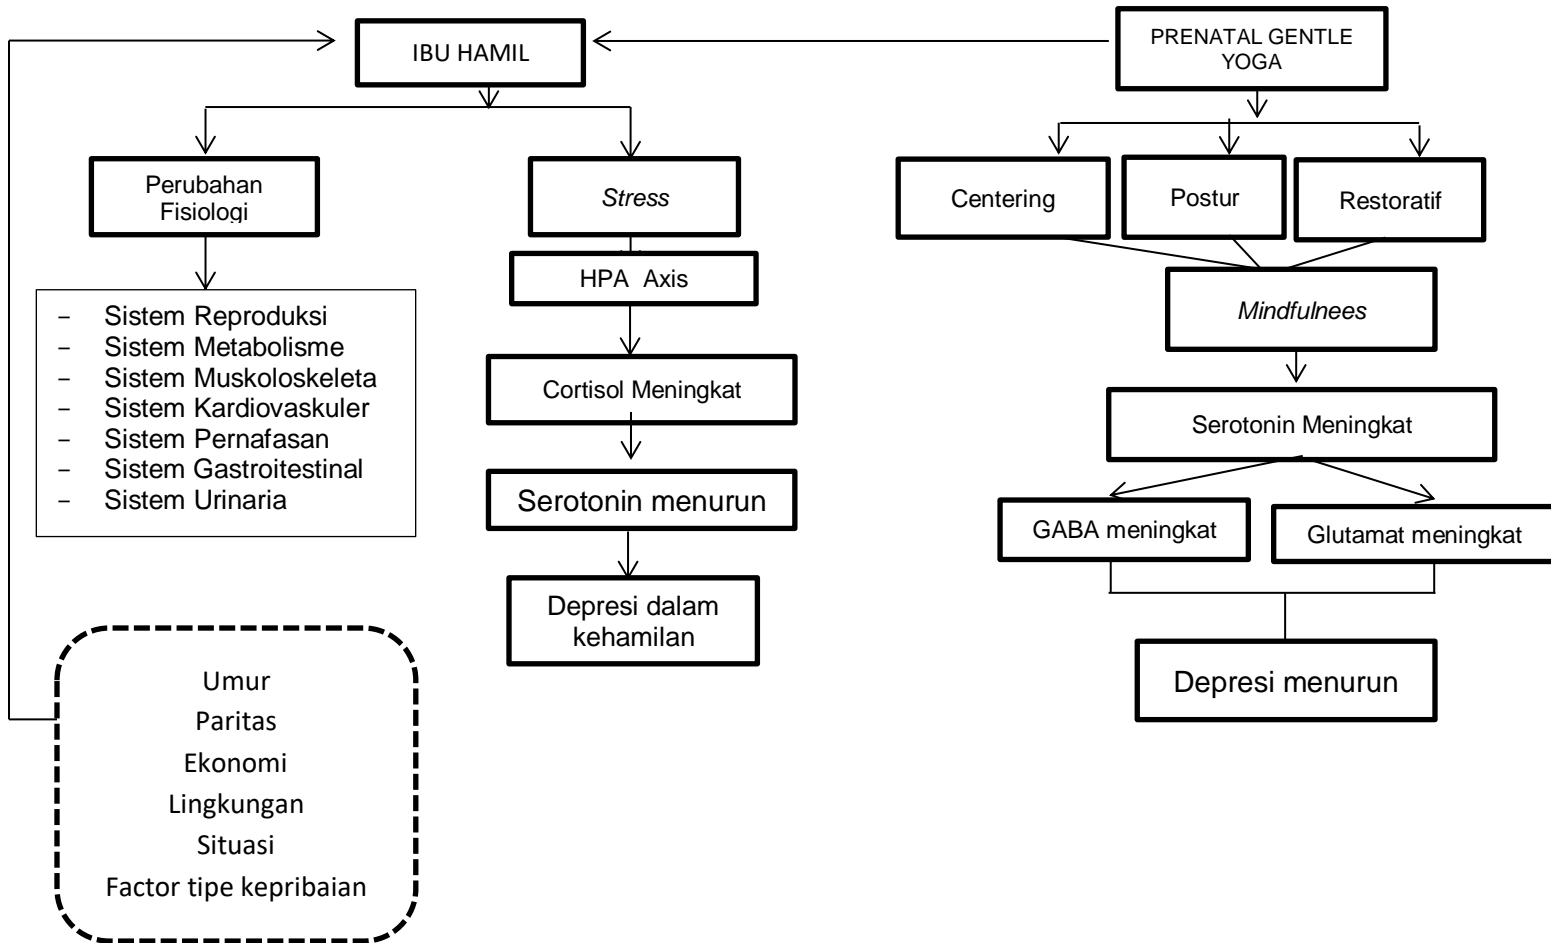 IBU HAMIL
PRENATAL GENTLE
YOGA
Perubahan
Fisiologi
Stress
Centering
Postur
Restoratif
HPA Axis
Mindfulnees
– Sistem Reproduksi
– Sistem Metabolisme
– Sistem Muskoloskeleta
– Sistem Kardiovaskuler
– Sistem Pernafasan
– Sistem Gastroitestinal
– Sistem Urinaria
Cortisol Meningkat
Serotonin Meningkat
Serotonin menurun
GABA meningkat
Glutamat meningkat
Depresi dalam
kehamilan
Depresi menurun
Umur
Paritas
Ekonomi
Lingkungan
Situasi
Factor tipe kepribaian